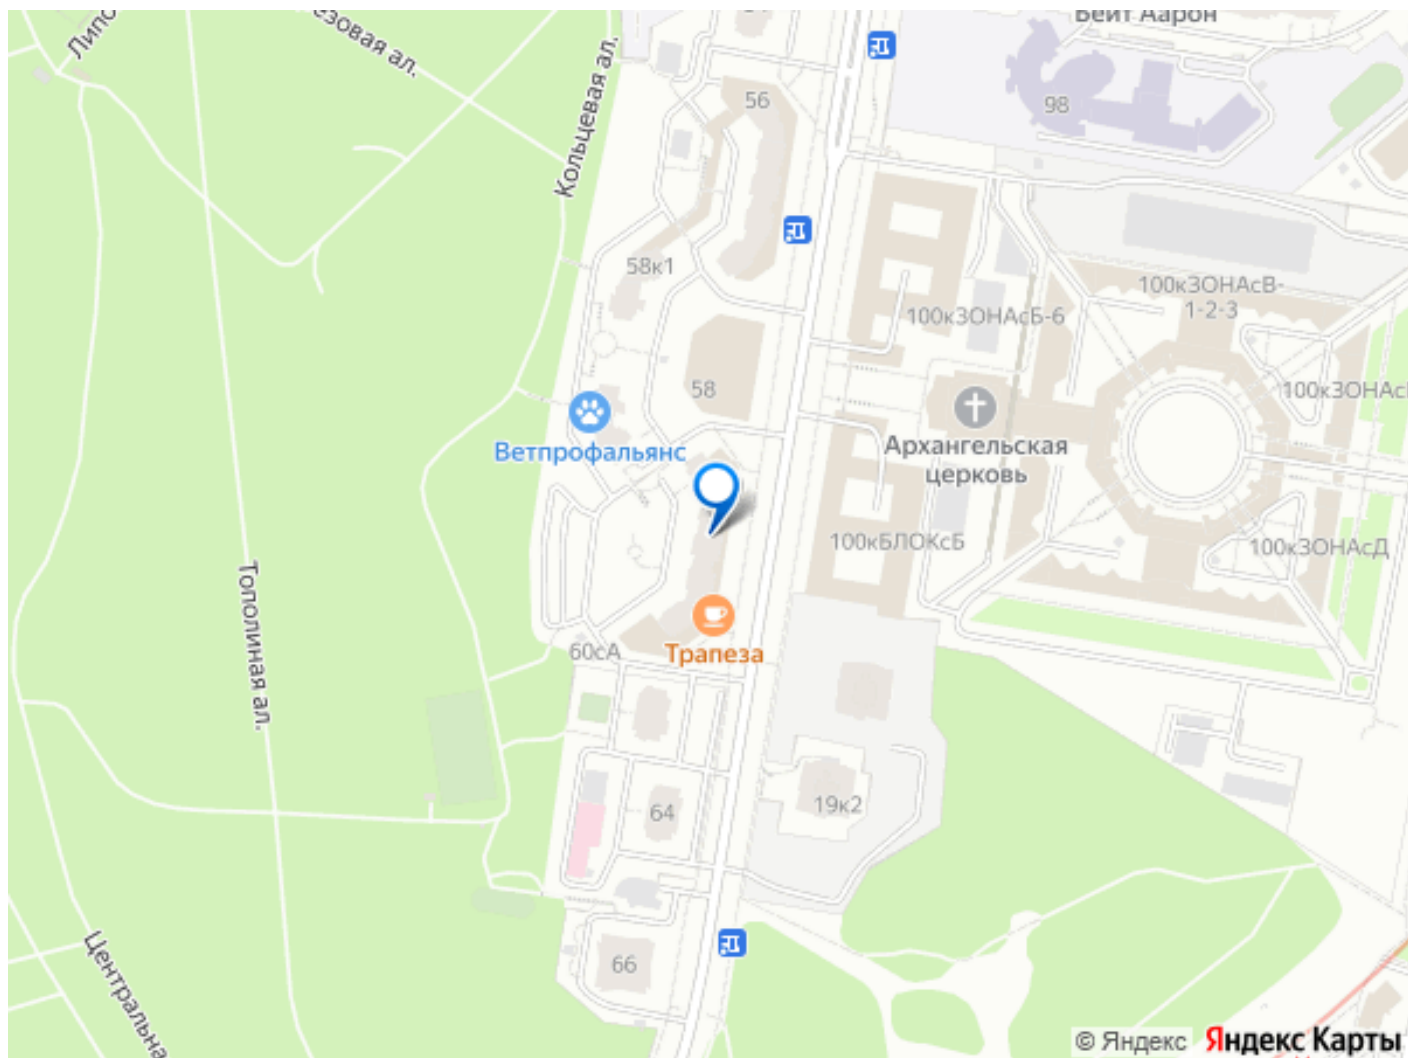 Бейт Аарон
Кольцевая ал.
56
98
58к1
100кЗОНАсВ-
1-2-3
100кЗОНАсБ-6
58
Ветпрофальянс
Архангельская
церковь
100кБЛОКсБ
100кЗОНАсД
Тополиная ал.
60сА
Трапеза
64
19к2
66
© Яндекс
Яндекс Карты